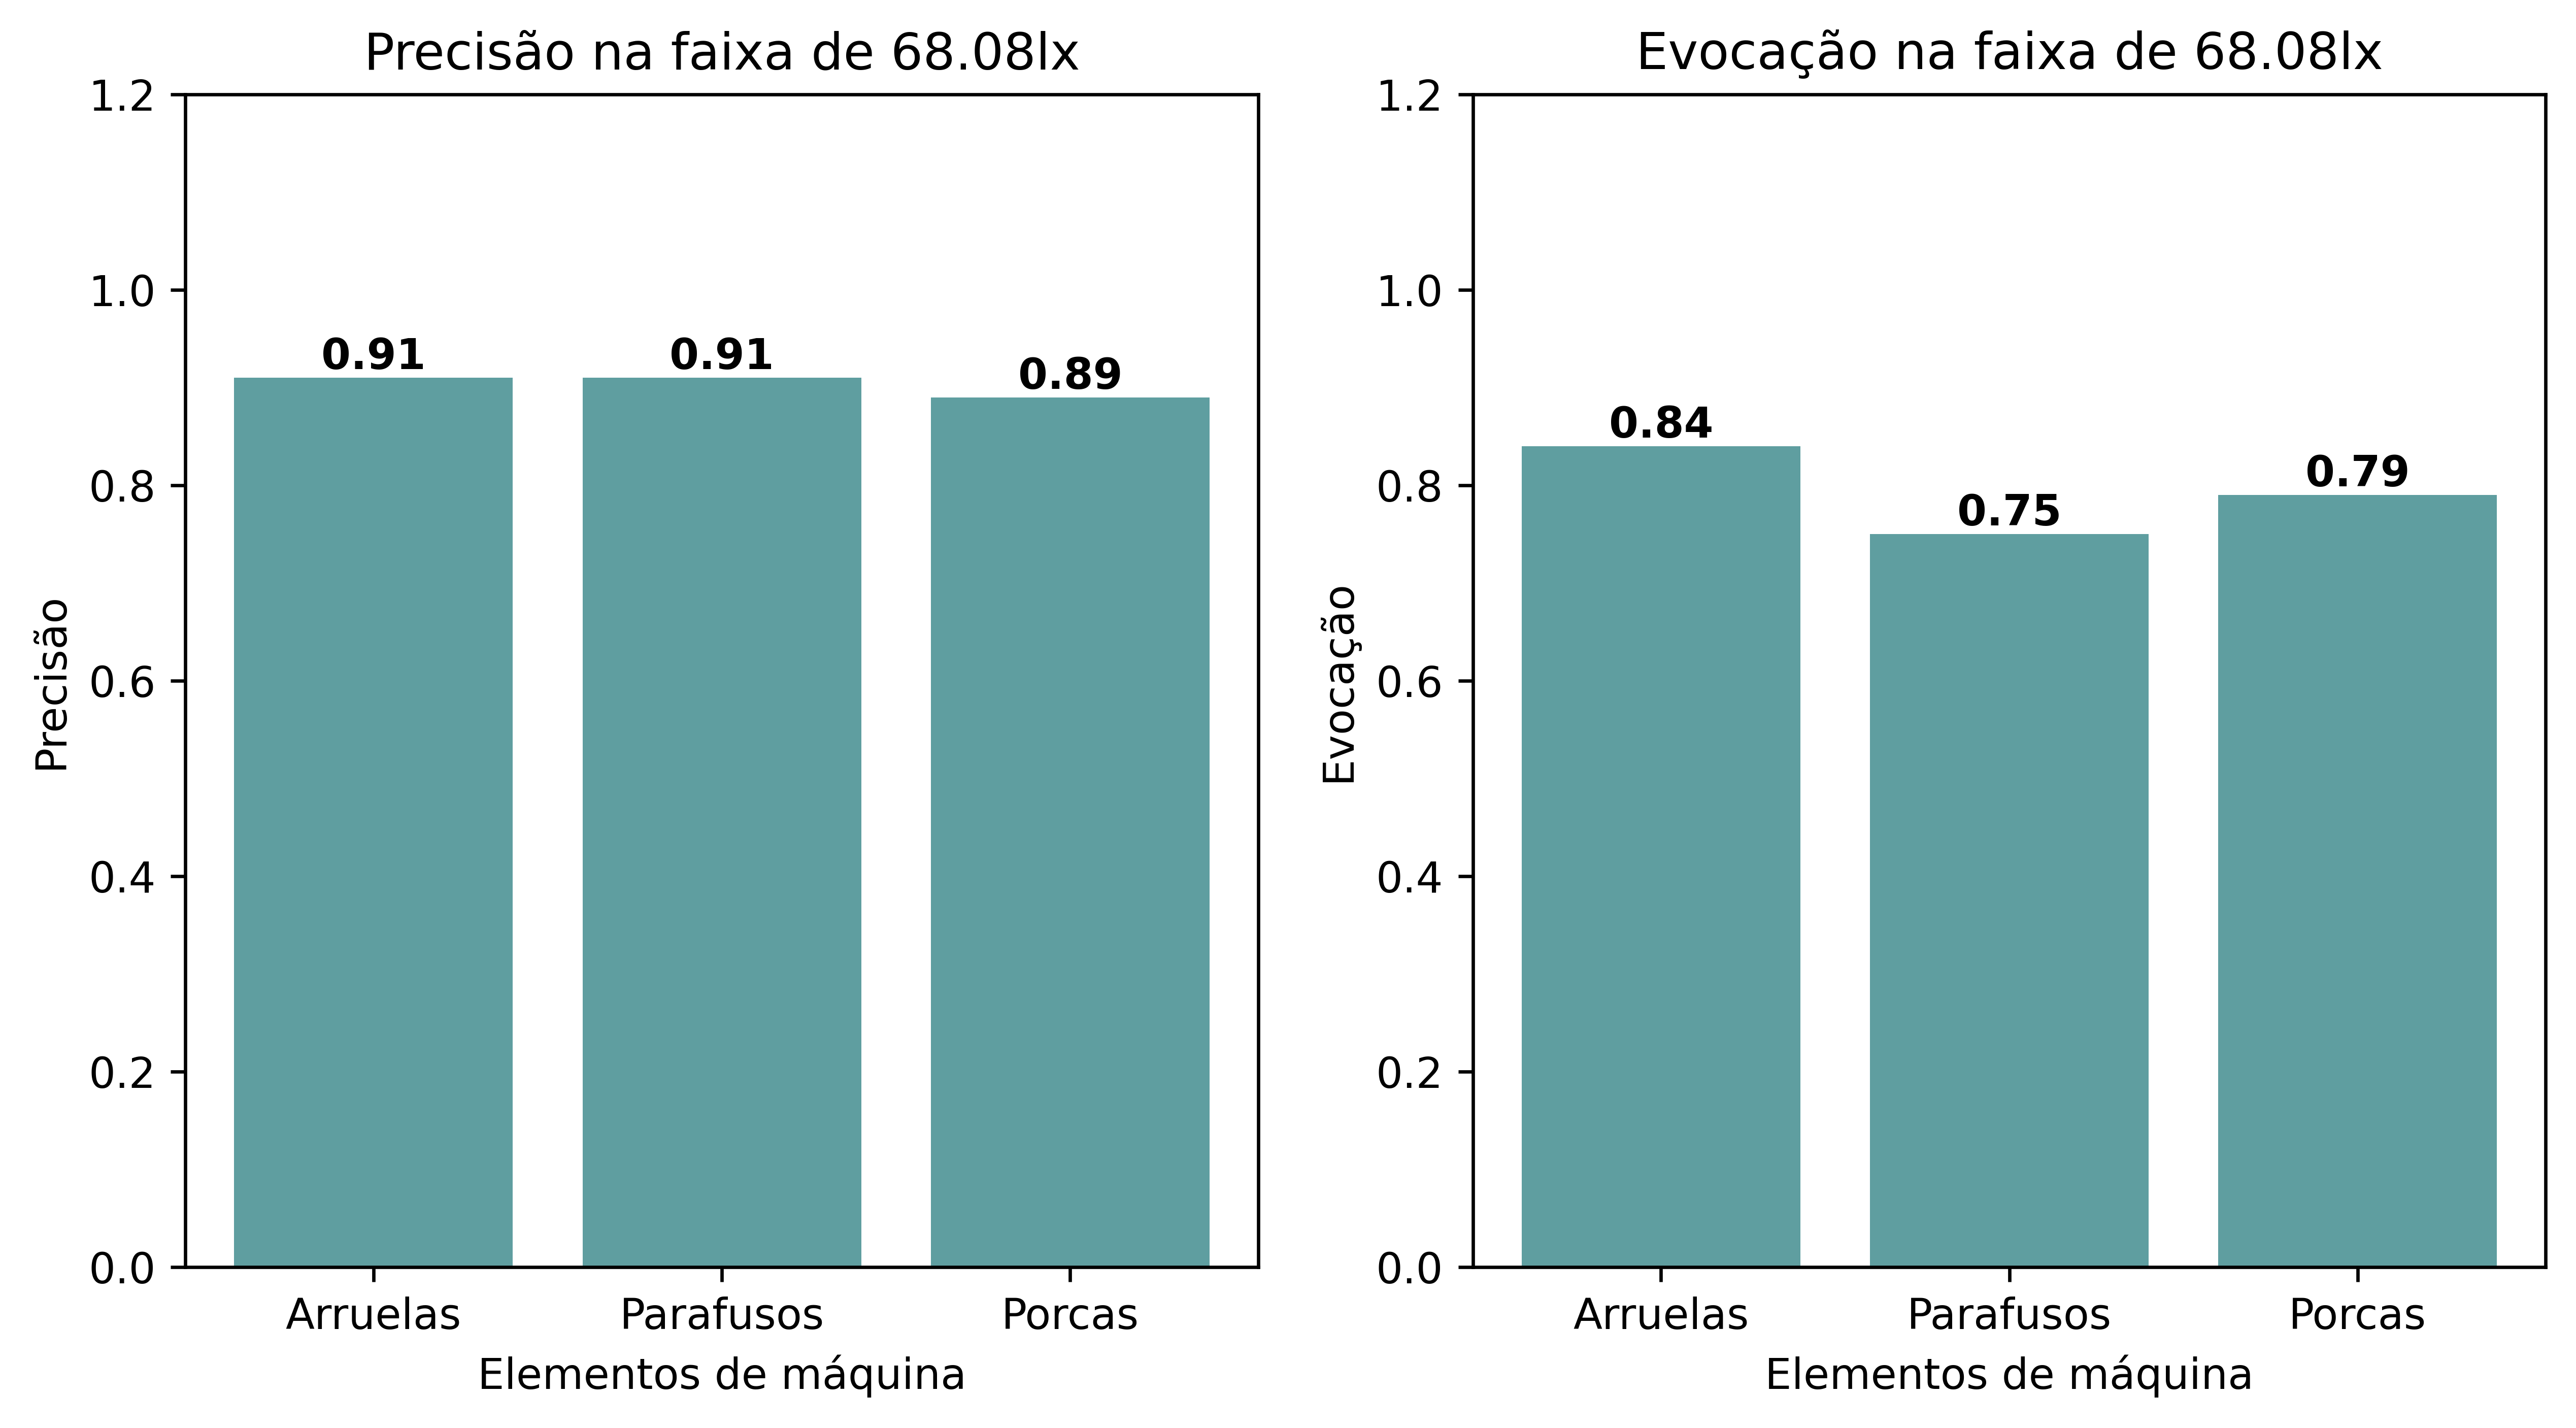 Precisão na faixa de 68.08lx
1.2
1.0
0.8
0.6
0.4
0.2
0.0
Precisão
0.91
0.91
0.89
Arruelas
Parafusos
Porcas
Elementos de máquina
Evocação na faixa de 68.08lx
1.2
1.0
0.8
0.6
0.4
0.2
0.0
Evocação
0.84
0.75
0.79
Arruelas
Parafusos
Porcas
Elementos de máquina